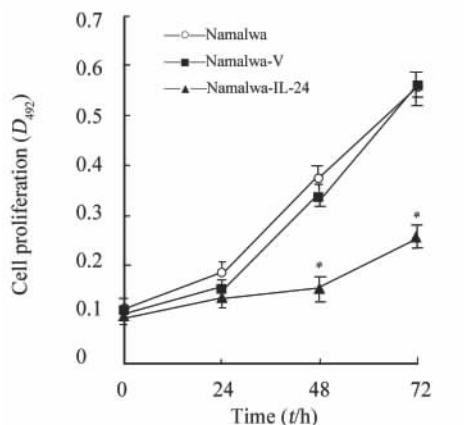 0.7
Namalwa
0.6
Namalwa-V
Namalwa-IL-24
0.5
0.4
Cell proliferation (D492)
0.3
*
*
0.2
0.1
0
0 24 48 72
Time (t/h)